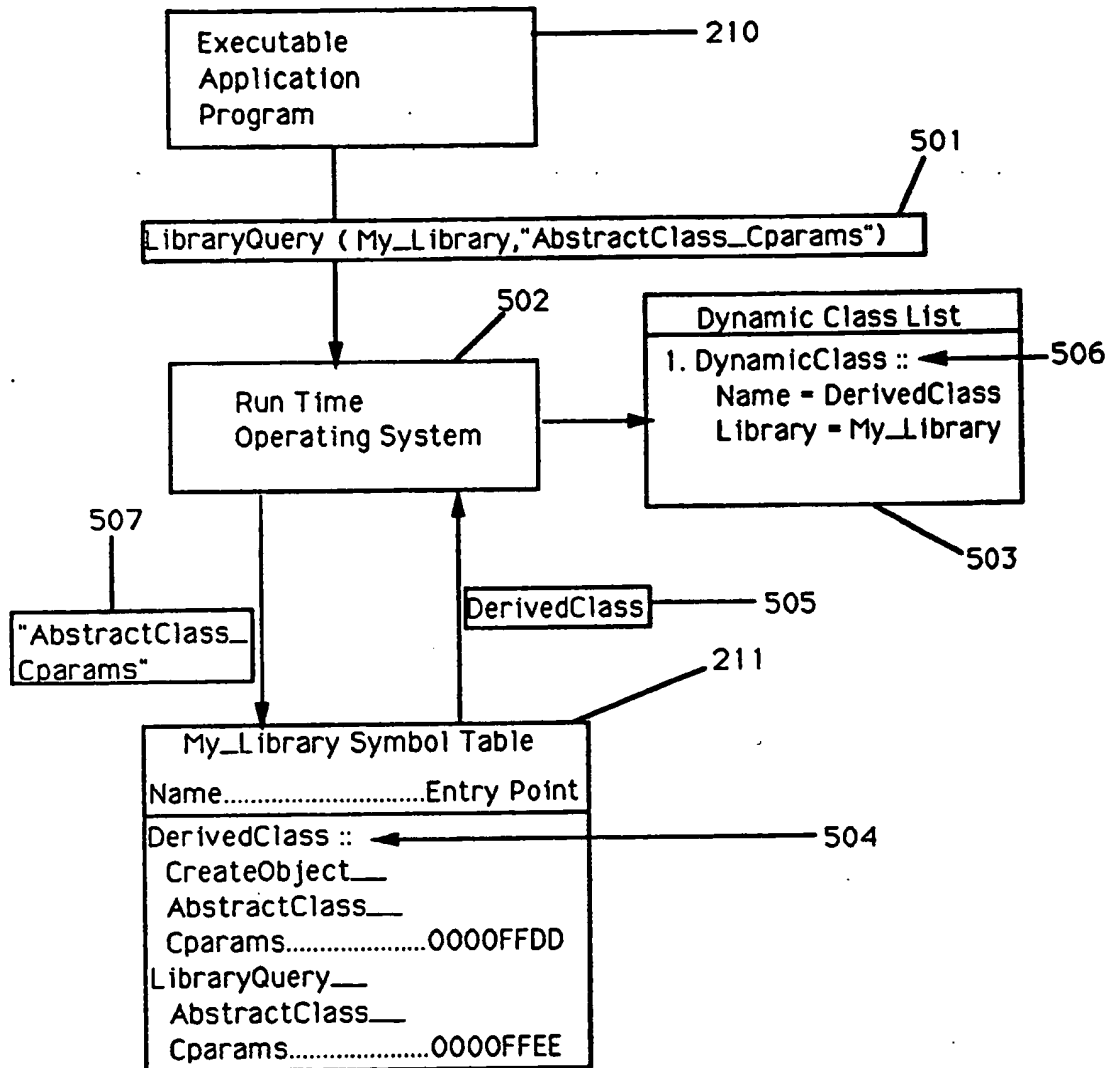 Executable
Application
Program
210
501
LibraryQuery ( My_Library,"AbstractClass_Cparams")
502
Run Time
Operating System
Dynamic Class List
1. DynamicClass ::
Name = DerivedClass
Library = My_Library
506
503
507
"AbstractClass_
Cparams"
DerivedClass
505
211
My_Library Symbol Table
Name..............................Entry Point
DerivedClass ::
504
CreateObject__
AbstractClass__
Cparams.....................0000FFDD
LibraryQuery__
AbstractClass__
Cparams.....................0000FFEE